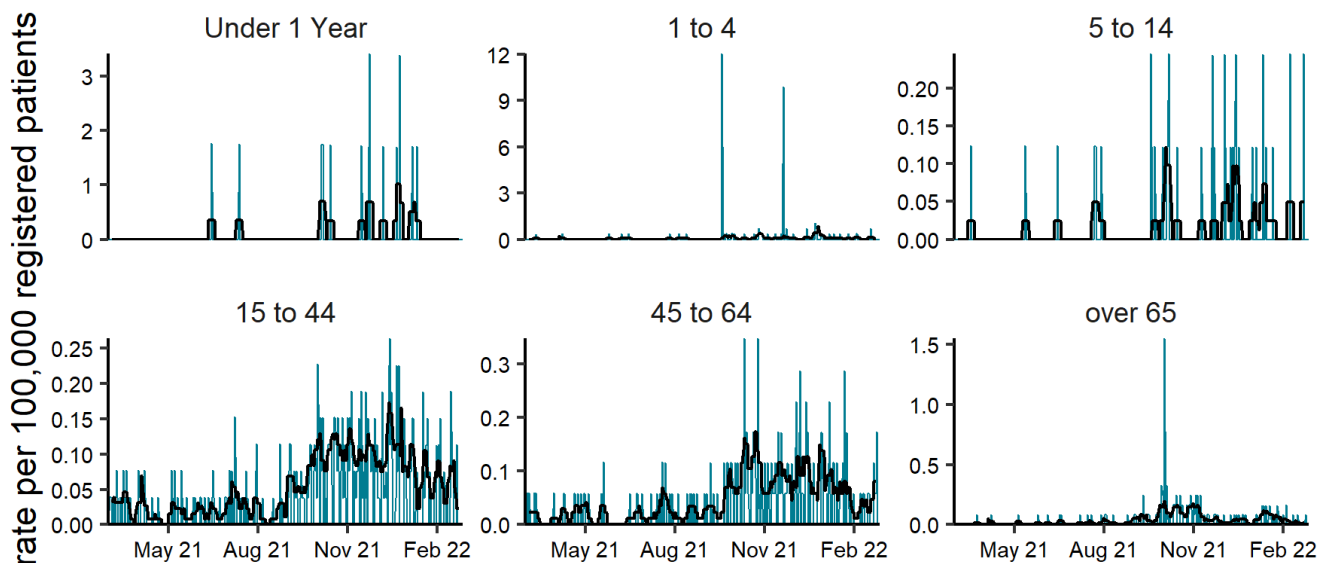 rate per 100,000 registered patients
Under 1 Year
1 to 4
5 to 14
3
2
1
0
12
9
6
3
0
0.20
0.15
0.10
0.05
0.00
15 to 44
45 to 64
over 65
0.25
0.20
0.15
0.10
0.05
0.00
0.3
0.2
0.1
0.0
1.5
1.0
0.5
0.0
May 21 Aug 21 Nov 21 Feb 22
May 21 Aug 21 Nov 21 Feb 22
May 21 Aug 21 Nov 21 Feb 22